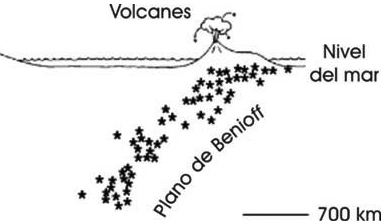 Volcanes
Nivel
del mar
Plano de Benioff
700 km